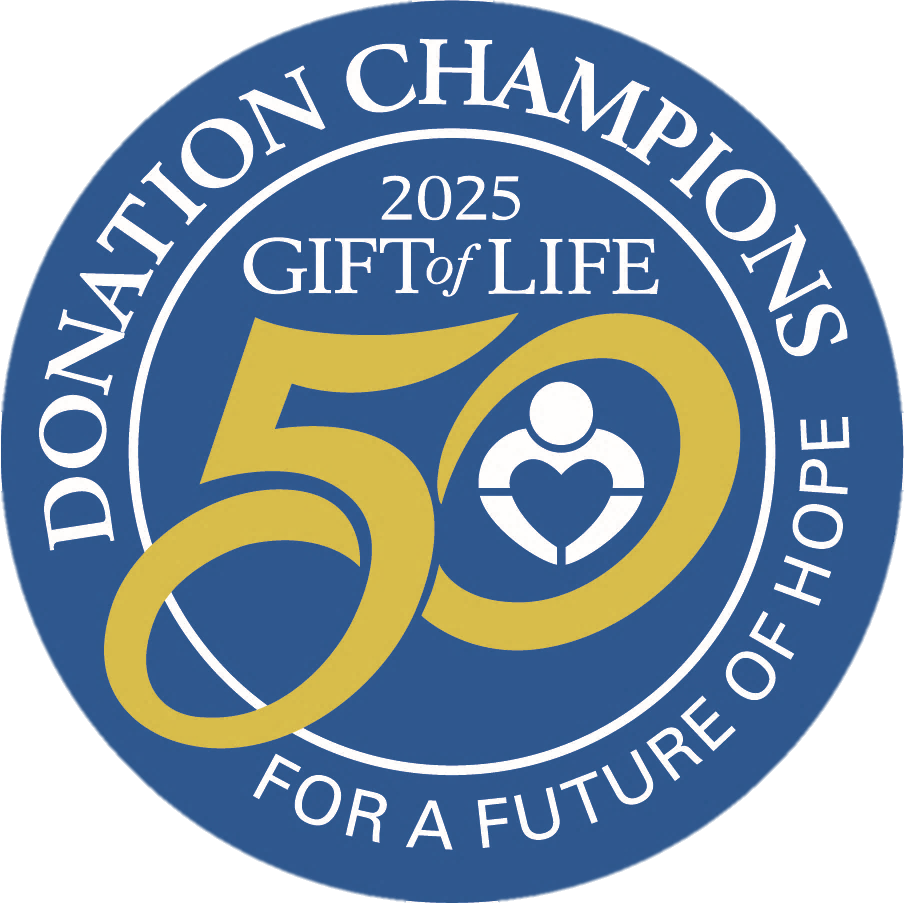 DONATION CHAMPIONS
2025
GIFT of LIFE
50
FOR A FUTURE OF HOPE